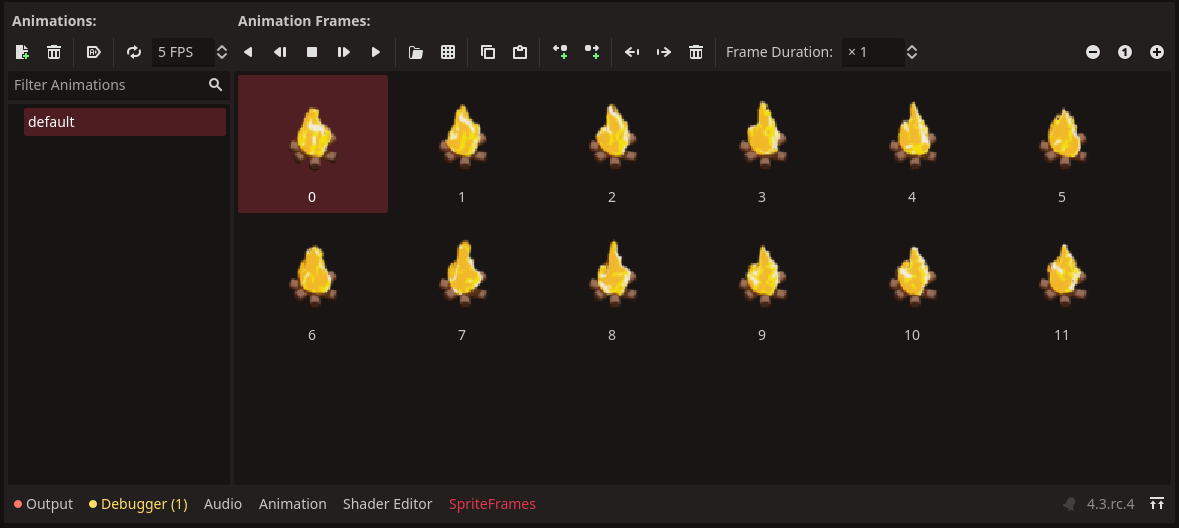 Animations:
Animation Frames:
5 FPS
Frame Duration: × 1
1
Filter Animations
default
0 1 2 3 4 5
6 7 8 9 10 11
Output Debugger (1) Audio Animation Shader Editor SpriteFrames 4.3.rc.4